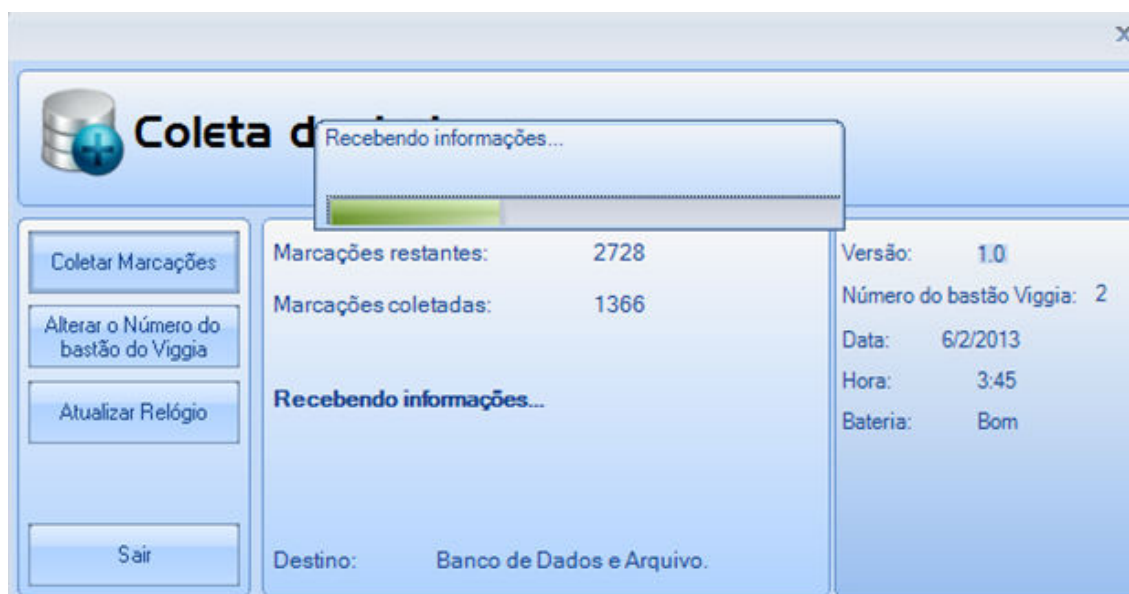 x
Coleta d
Recebendo informações...
Coletar Marcações
Alterar o Número do
bastão do Viggia
Atualizar Relógio
Sair
Marcações restantes: 2728
Marcações coletadas: 1366
Recebendo informações...
Destino: Banco de Dados e Arquivo.
Versão: 1.0
Número do bastão Viggia: 2
Data: 6/2/2013
Hora: 3:45
Bateria: Bom